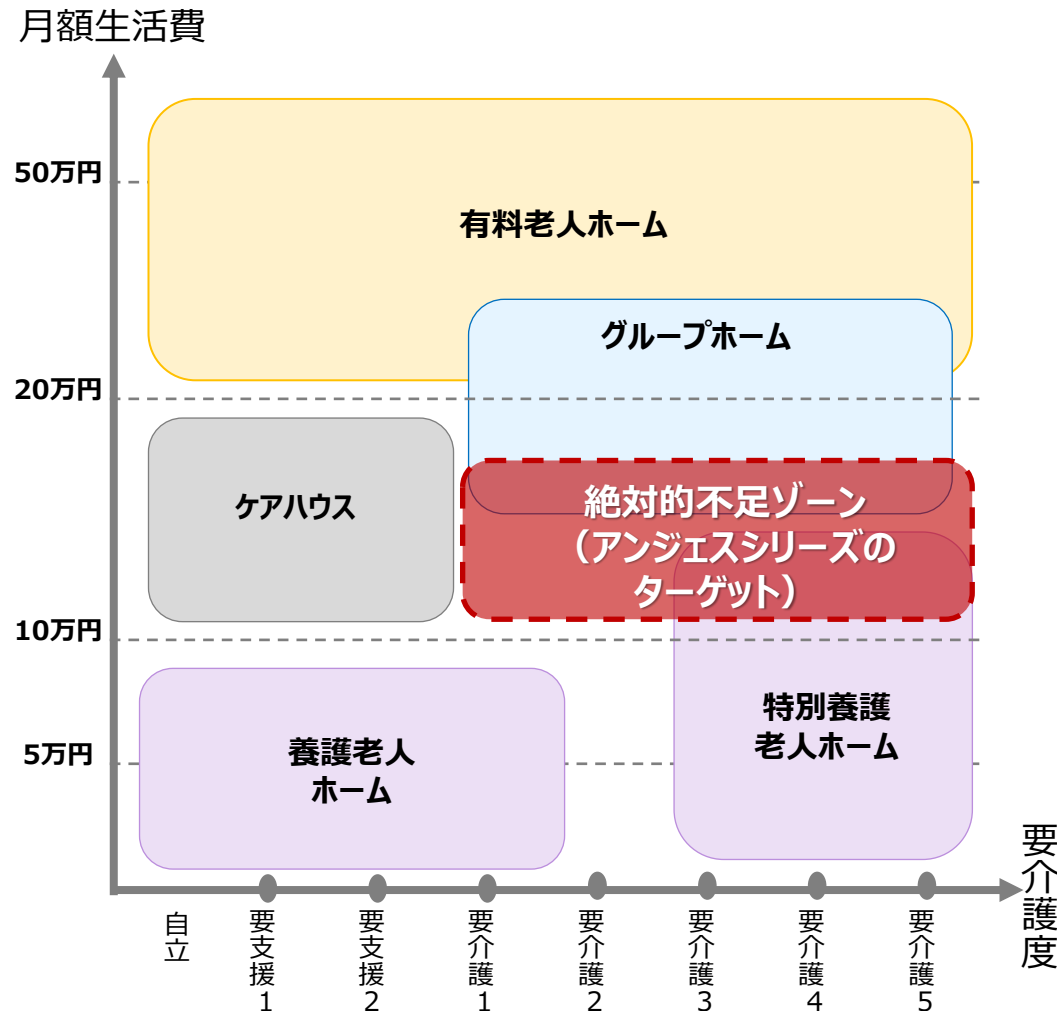 月額生活費
50万円
有料老人ホーム
グループホーム
20万円
ケアハウス
絶対的不足ゾーン
（アンジェスシリーズの
ターゲット）
10万円
特別養護
老人ホーム
養護老人
ホーム
5万円
要介護度
自立
要支援1
要支援2
要介護1
要介護2
要介護3
要介護4
要介護5